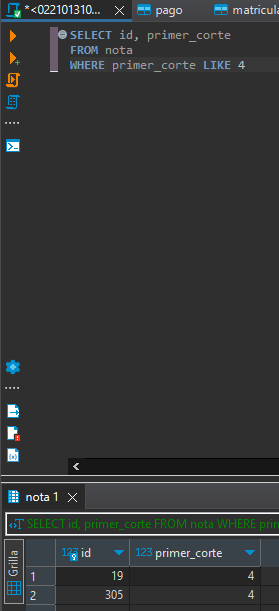 *<022101310...
pago
matricula
SELECT id, primer_corte
FROM nota
WHERE primer_corte LIKE 4
nota 1
SELECT id, primer_corte FROM nota WHERE prin
Grilla
123 id
123 primer_corte
1 19 4
2 305 4